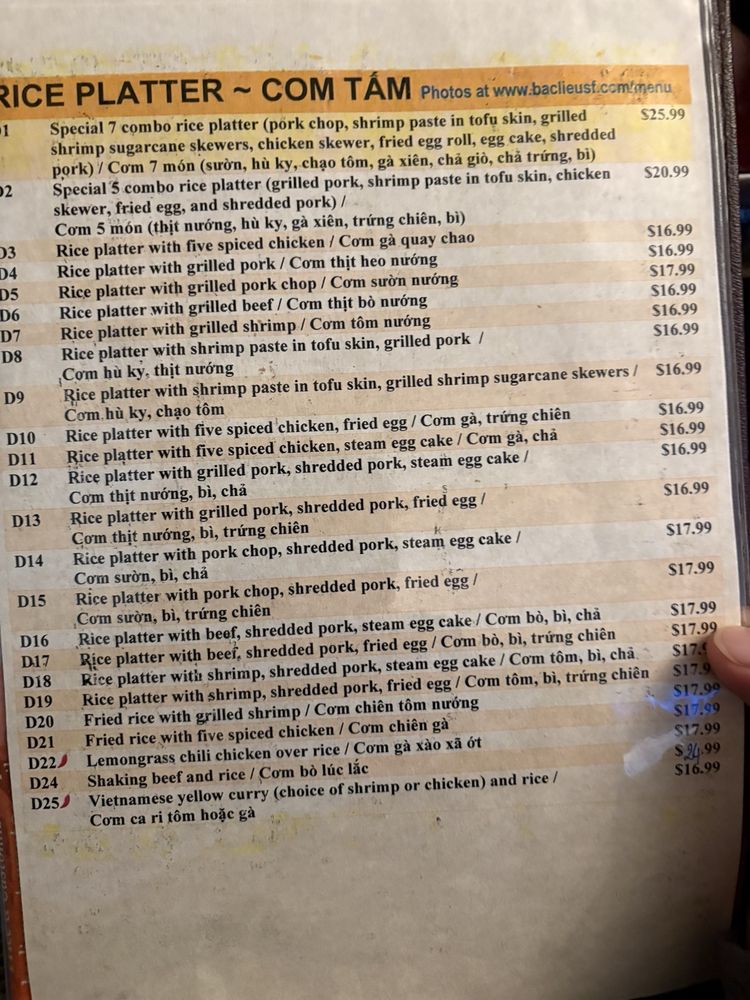 RICE PLATTER ~ COM TẤM Photos at www.baclieusf.com/menu
D1 Special 7 combo rice platter (pork chop, shrimp paste in tofu skin, grilled $25.99
shrimp sugarcane skewers, chicken skewer, fried egg roll, egg cake, shredded
pork) / Cơm 7 món (sườn, hù ky, chạo tôm, gà xiên, chả giò, chả trứng, bì)
D2 Special 5 combo rice platter (grilled pork, shrimp paste in tofu skin, chicken $20.99
skewer, fried egg, and shredded pork) /
Cơm 5 món (thịt nướng, hù ky, gà xiên, trứng chiên, bì)
D3 Rice platter with five spiced chicken / Cơm gà quay chao $16.99
D4 Rice platter with grilled pork / Cơm thịt heo nướng $16.99
D5 Rice platter with grilled pork chop / Cơm sườn nướng $17.99
D6 Rice platter with grilled beef / Cơm thịt bò nướng $16.99
D7 Rice platter with grilled shrimp / Cơm tôm nướng $16.99
D8 Rice platter with shrimp paste in tofu skin, grilled pork / $16.99
Cơm hù ky, thịt nướng
D9 Rice platter with shrimp paste in tofu skin, grilled shrimp sugarcane skewers / $16.99
Cơm hù ky, chạo tôm
D10 Rice platter with five spiced chicken, fried egg / Cơm gà, trứng chiên $16.99
D11 Rice platter with five spiced chicken, steam egg cake / Cơm gà, chả $16.99
D12 Rice platter with grilled pork, shredded pork, steam egg cake / $16.99
Cơm thịt nướng, bì, chả
D13 Rice platter with grilled pork, shredded pork, fried egg / $16.99
Cơm thịt nướng, bì, trứng chiên
D14 Rice platter with pork chop, shredded pork, steam egg cake / $17.99
Cơm sườn, bì, chả
D15 Rice platter with pork chop, shredded pork, fried egg / $17.99
Cơm sườn, bì, trứng chiên
D16 Rice platter with beef, shredded pork, steam egg cake / Cơm bò, bì, chả $17.99
D17 Rice platter with beef, shredded pork, fried egg / Cơm bò, bì, trứng chiên $17.99
D18 Rice platter with shrimp, shredded pork, steam egg cake / Cơm tôm, bì, chả $17.9
D19 Rice platter with shrimp, shredded pork, fried egg / Cơm tôm, bì, trứng chiên $17.9
D20 Fried rice with grilled shrimp / Cơm chiên tôm nướng $17.99
D21 Fried rice with five spiced chicken / Cơm chiên gà $17.99
D22 Lemongrass chili chicken over rice / Cơm gà xào xã ớt $17.99
D24 Shaking beef and rice / Cơm bò lúc lắc $24.99
D25 Vietnamese yellow curry (choice of shrimp or chicken) and rice / $16.99
Cơm ca ri tôm hoặc gà